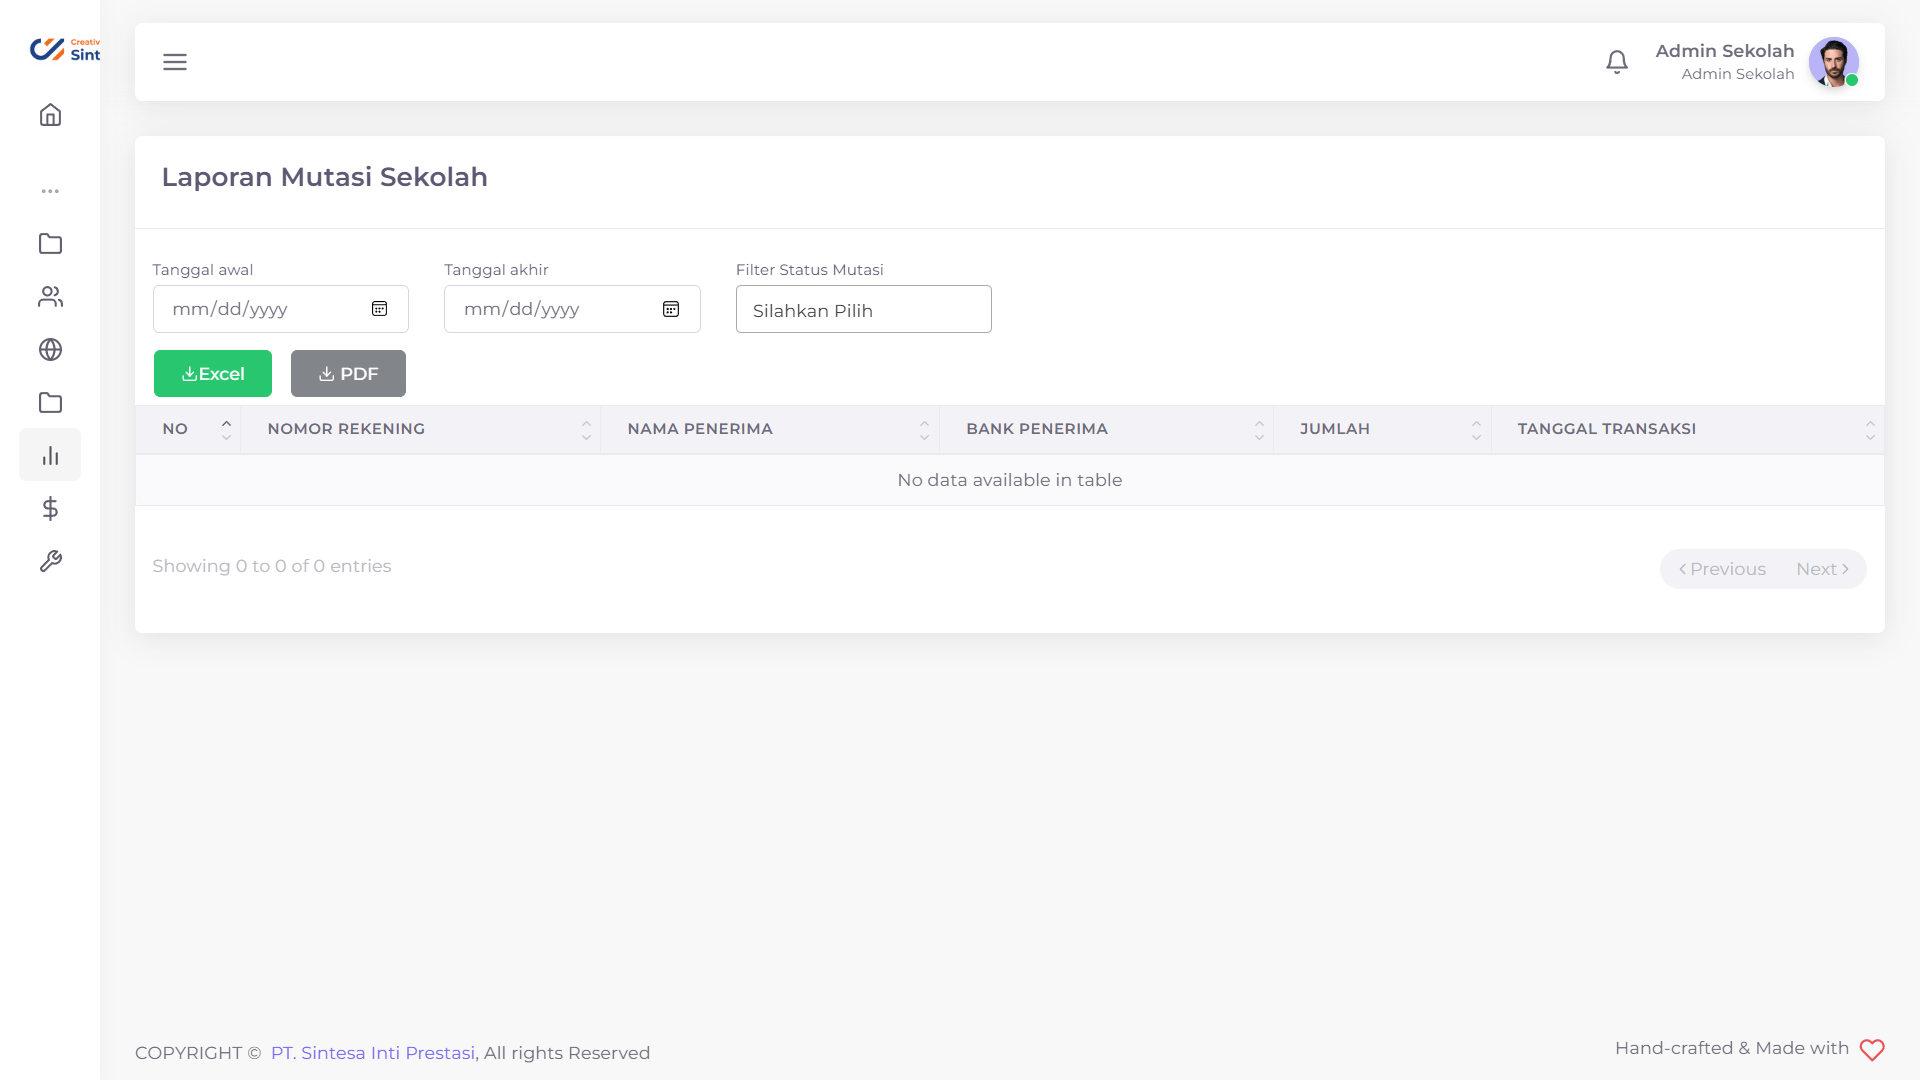 Creativ
Sint
Admin Sekolah
Admin Sekolah
Laporan Mutasi Sekolah
Tanggal awal
Tanggal akhir
Filter Status Mutasi
mm/dd/yyyy
mm/dd/yyyy
Silahkan Pilih
Excel
PDF
NO
NOMOR REKENING
NAMA PENERIMA
BANK PENERIMA
JUMLAH
TANGGAL TRANSAKSI
No data available in table
Showing 0 to 0 of 0 entries
Previous
Next
COPYRIGHT © PT. Sintesa Inti Prestasi, All rights Reserved
Hand-crafted & Made with